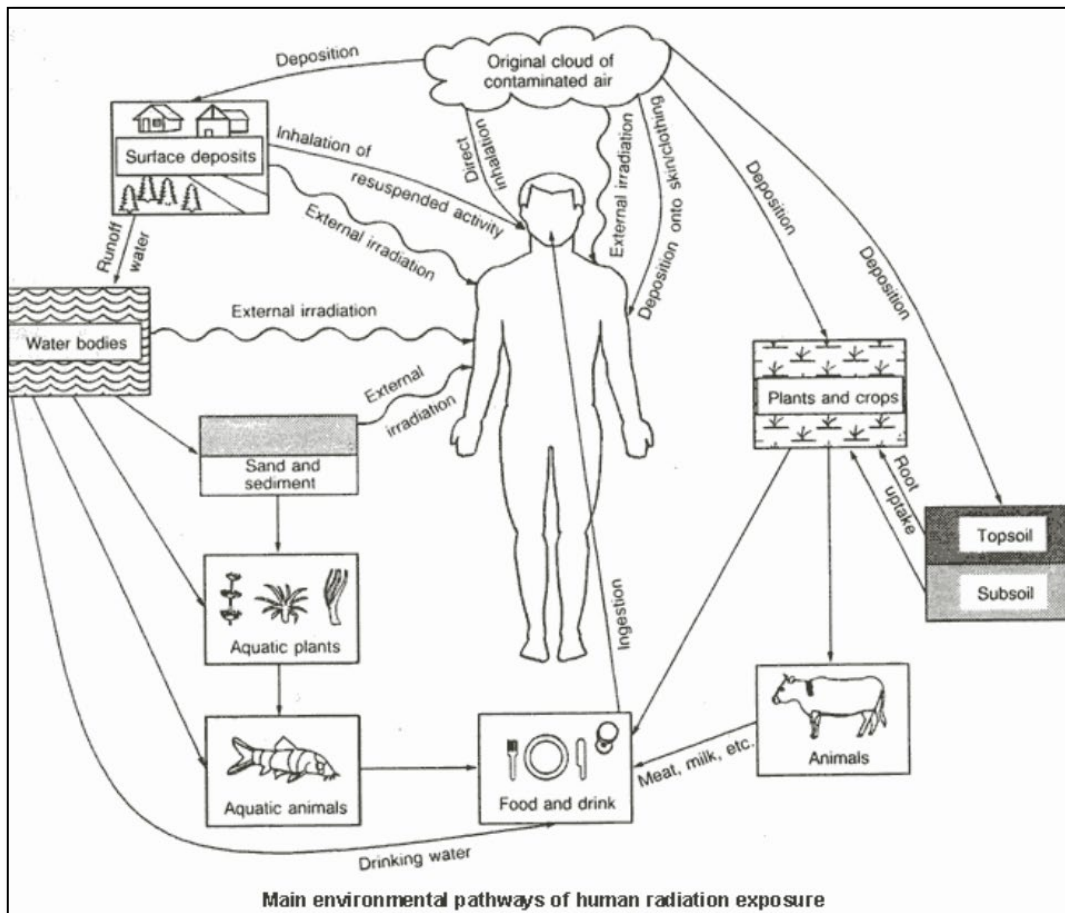 Original cloud of
contaminated air
Deposition
Surface deposits
Inhalation of
resuspended activity
Direct
inhalation
External irradiation
Deposition onto skin/clothing
Deposition
Deposition
External irradiation
Runoff
water
External irradiation
Water bodies
External
irradiation
Plants and crops
Sand and
sediment
Root
uptake
Topsoil
Subsoil
Aquatic plants
Ingestion
Aquatic animals
Food and drink
Meat, milk, etc.
Animals
Drinking water
Main environmental pathways of human radiation exposure